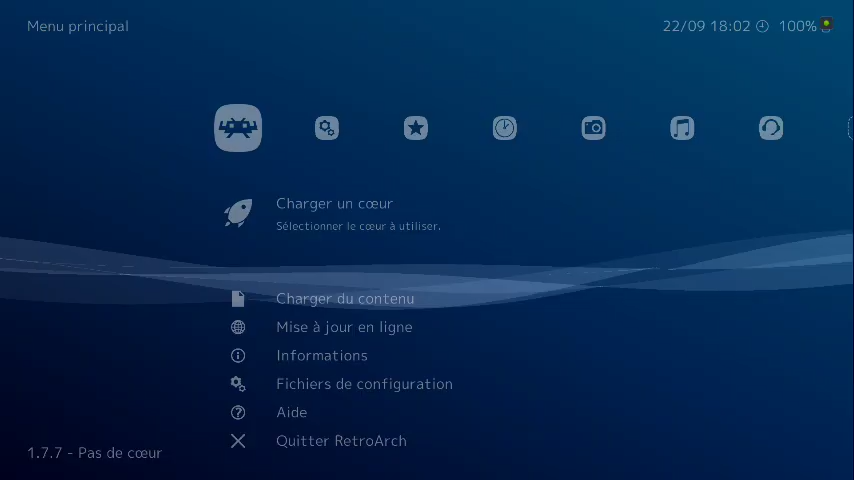 Menu principal
22/09 18:02 100%
Charger un cœur
Sélectionner le cœur à utiliser.
Charger du contenu
Mise à jour en ligne
Informations
Fichiers de configuration
Aide
Quitter RetroArch
1.7.7 - Pas de cœur